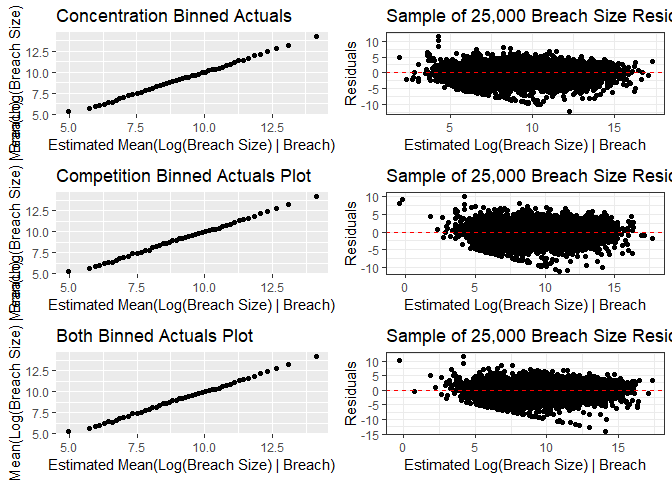 Concentration Binned Actuals
12.5
10.0
7.5
5.0
5.0 7.5 10.0 12.5
Estimated Mean(Log(Breach Size) | Breach)
Sample of 25,000 Breach Size Resi
Residuals
10
5
0
-5
-10
5 10 15
Estimated Log(Breach Size) | Breach
Competition Binned Actuals Plot
12.5
10.0
7.5
5.0
5.0 7.5 10.0 12.5
Estimated Mean(Log(Breach Size) | Breach)
Sample of 25,000 Breach Size Resi
Residuals
10
5
0
-5
-10
0 5 10 15
Estimated Log(Breach Size) | Breach
Both Binned Actuals Plot
Mean(Log(Breach Size)
12.5
10.0
7.5
5.0
5.0 7.5 10.0 12.5
Estimated Mean(Log(Breach Size) | Breach)
Sample of 25,000 Breach Size Resi
Residuals
10
5
0
-5
-10
-15
0 5 10 15
Estimated Log(Breach Size) | Breach